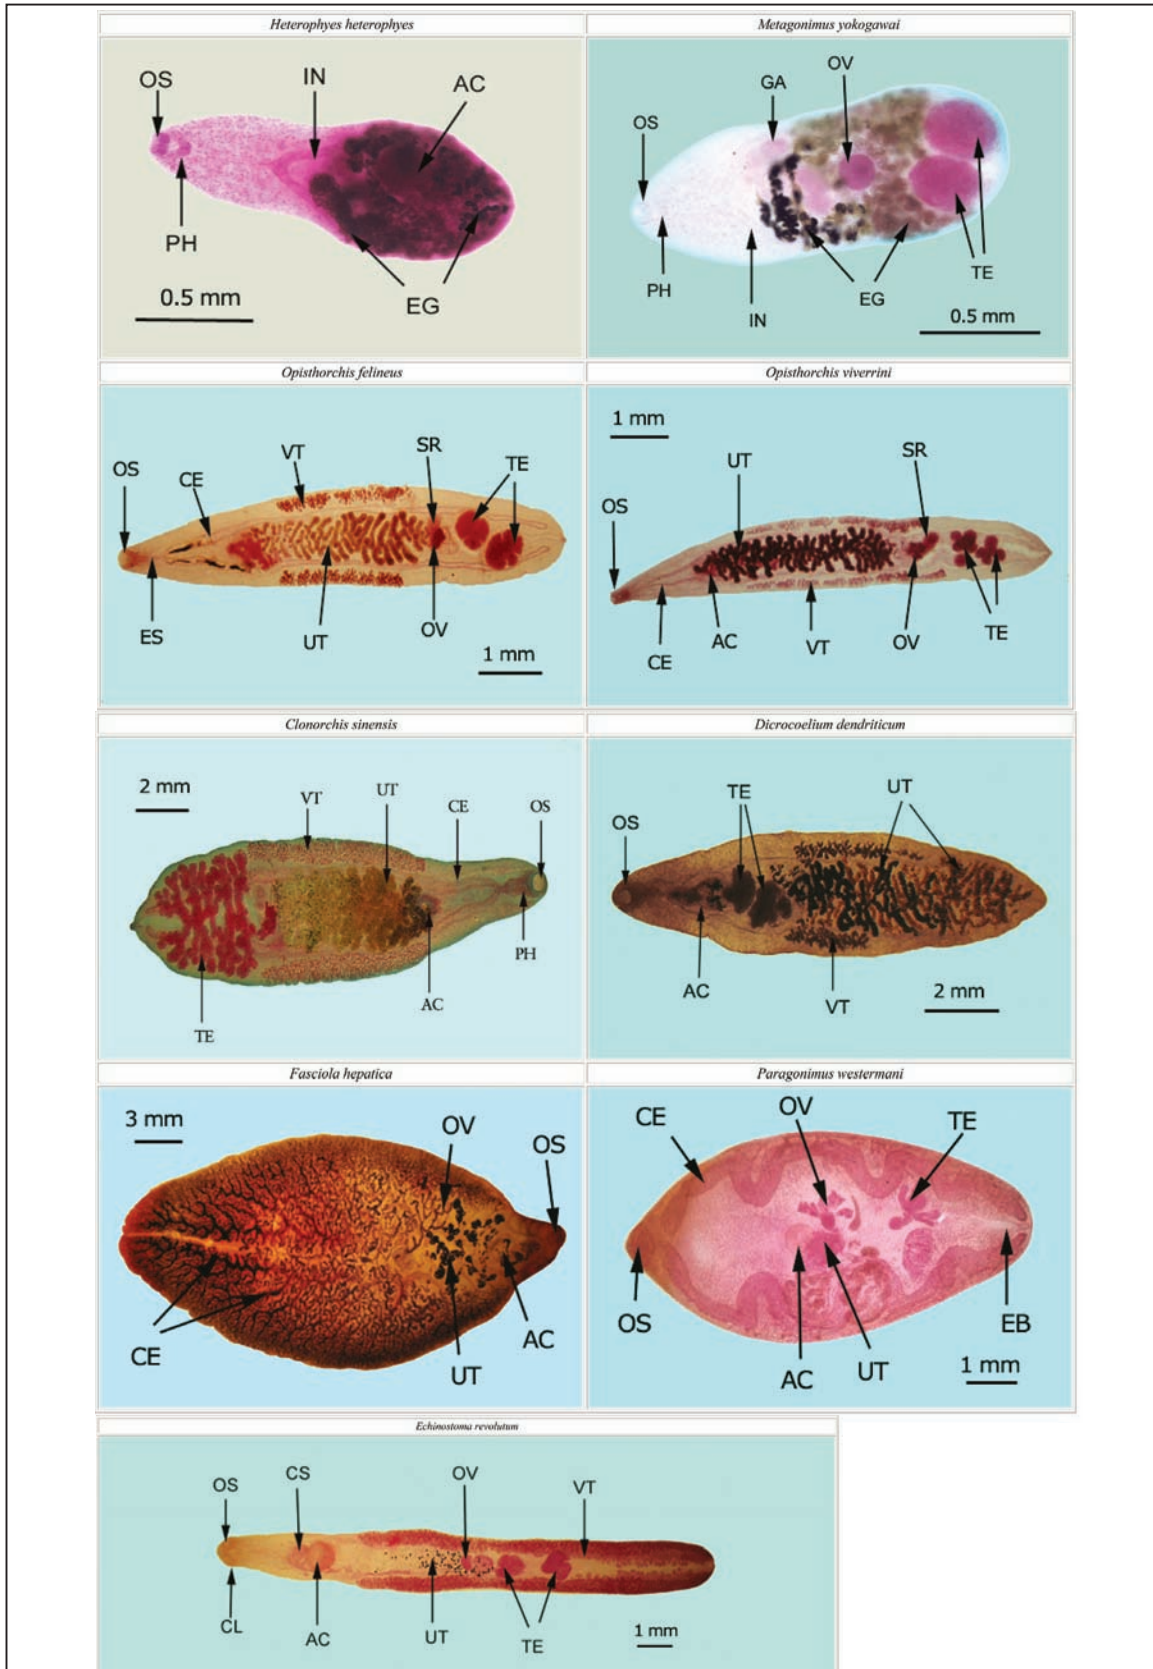 Heterophyes heterophyes
OS
IN
AC
PH
EG
0.5 mm
Metagonimus yokogawai
OV
GA
OS
PH
IN
EG
TE
0.5 mm
Opisthorchis felineus
OS
CE
VT
SR
TE
ES
UT
OV
1 mm
Opisthorchis viverrini
1 mm
OS
UT
SR
CE
AC
VT
OV
TE
Clonorchis sinensis
2 mm
VT
UT
CE
OS
TE
AC
PH
Dicrocoelium dendriticum
OS
TE
UT
AC
VT
2 mm
Fasciola hepatica
3 mm
OV
OS
CE
UT
AC
Paragonimus westermani
CE
OV
TE
OS
AC
UT
EB
1 mm
Echinostoma revolutum
OS
CS
OV
VT
CL
AC
UT
TE
1 mm